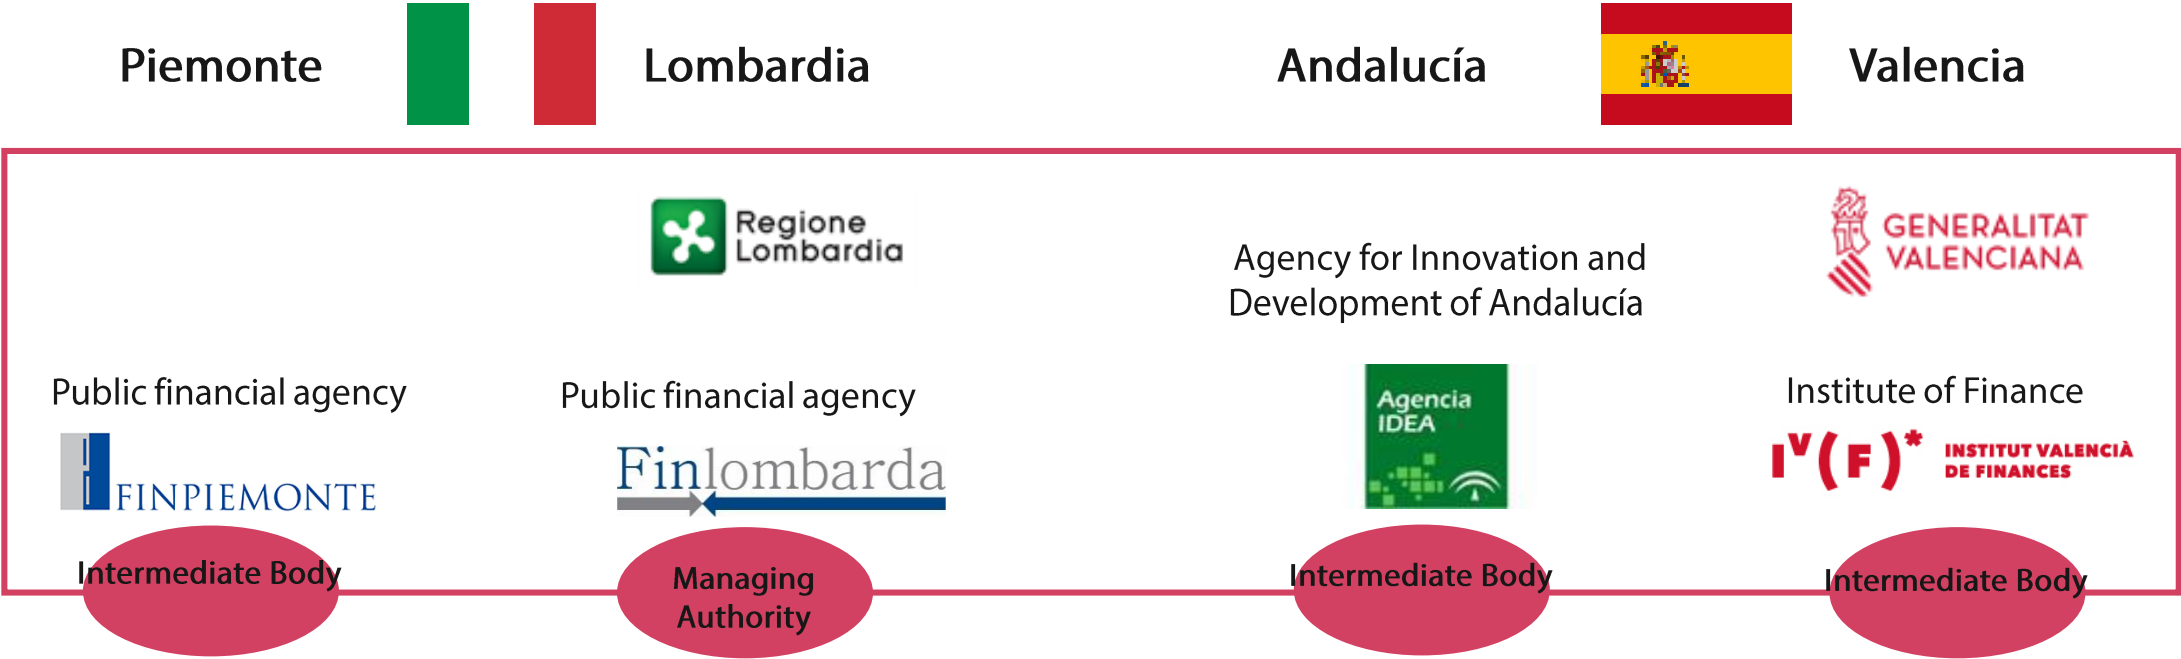 Piemonte
Lombardia
Andalucía
Valencia
Regione
Lombardia
GENERALITAT
VALENCIANA
Agency for Innovation and
Development of Andalucía
Public financial agency
Public financial agency
Agencia
IDEA
Institute of Finance
FINPIEMONTE
Finlombarda
IV(F)*
INSTITUT VALENCIÀ
DE FINANCES
Intermediate Body
Managing
Authority
Intermediate Body
Intermediate Body